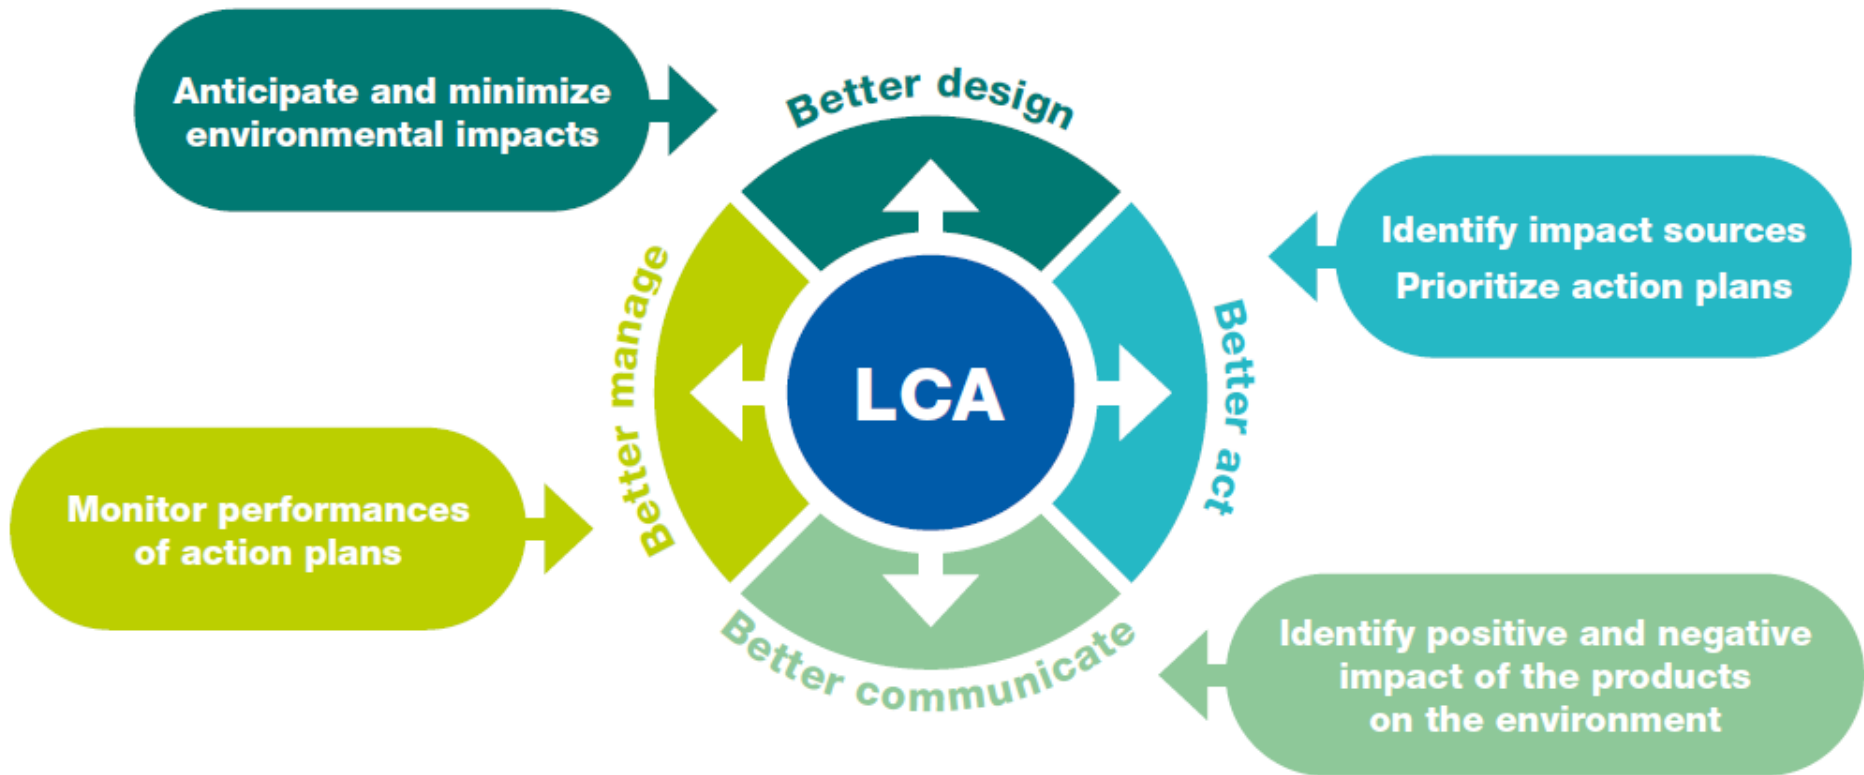 Anticipate and minimize
environmental impacts
Better design
Identify impact sources
Prioritize action plans
Better manage
LCA
Better act
Monitor performances
of action plans
Better communicate
Identify positive and negative
impact of the products
on the environment